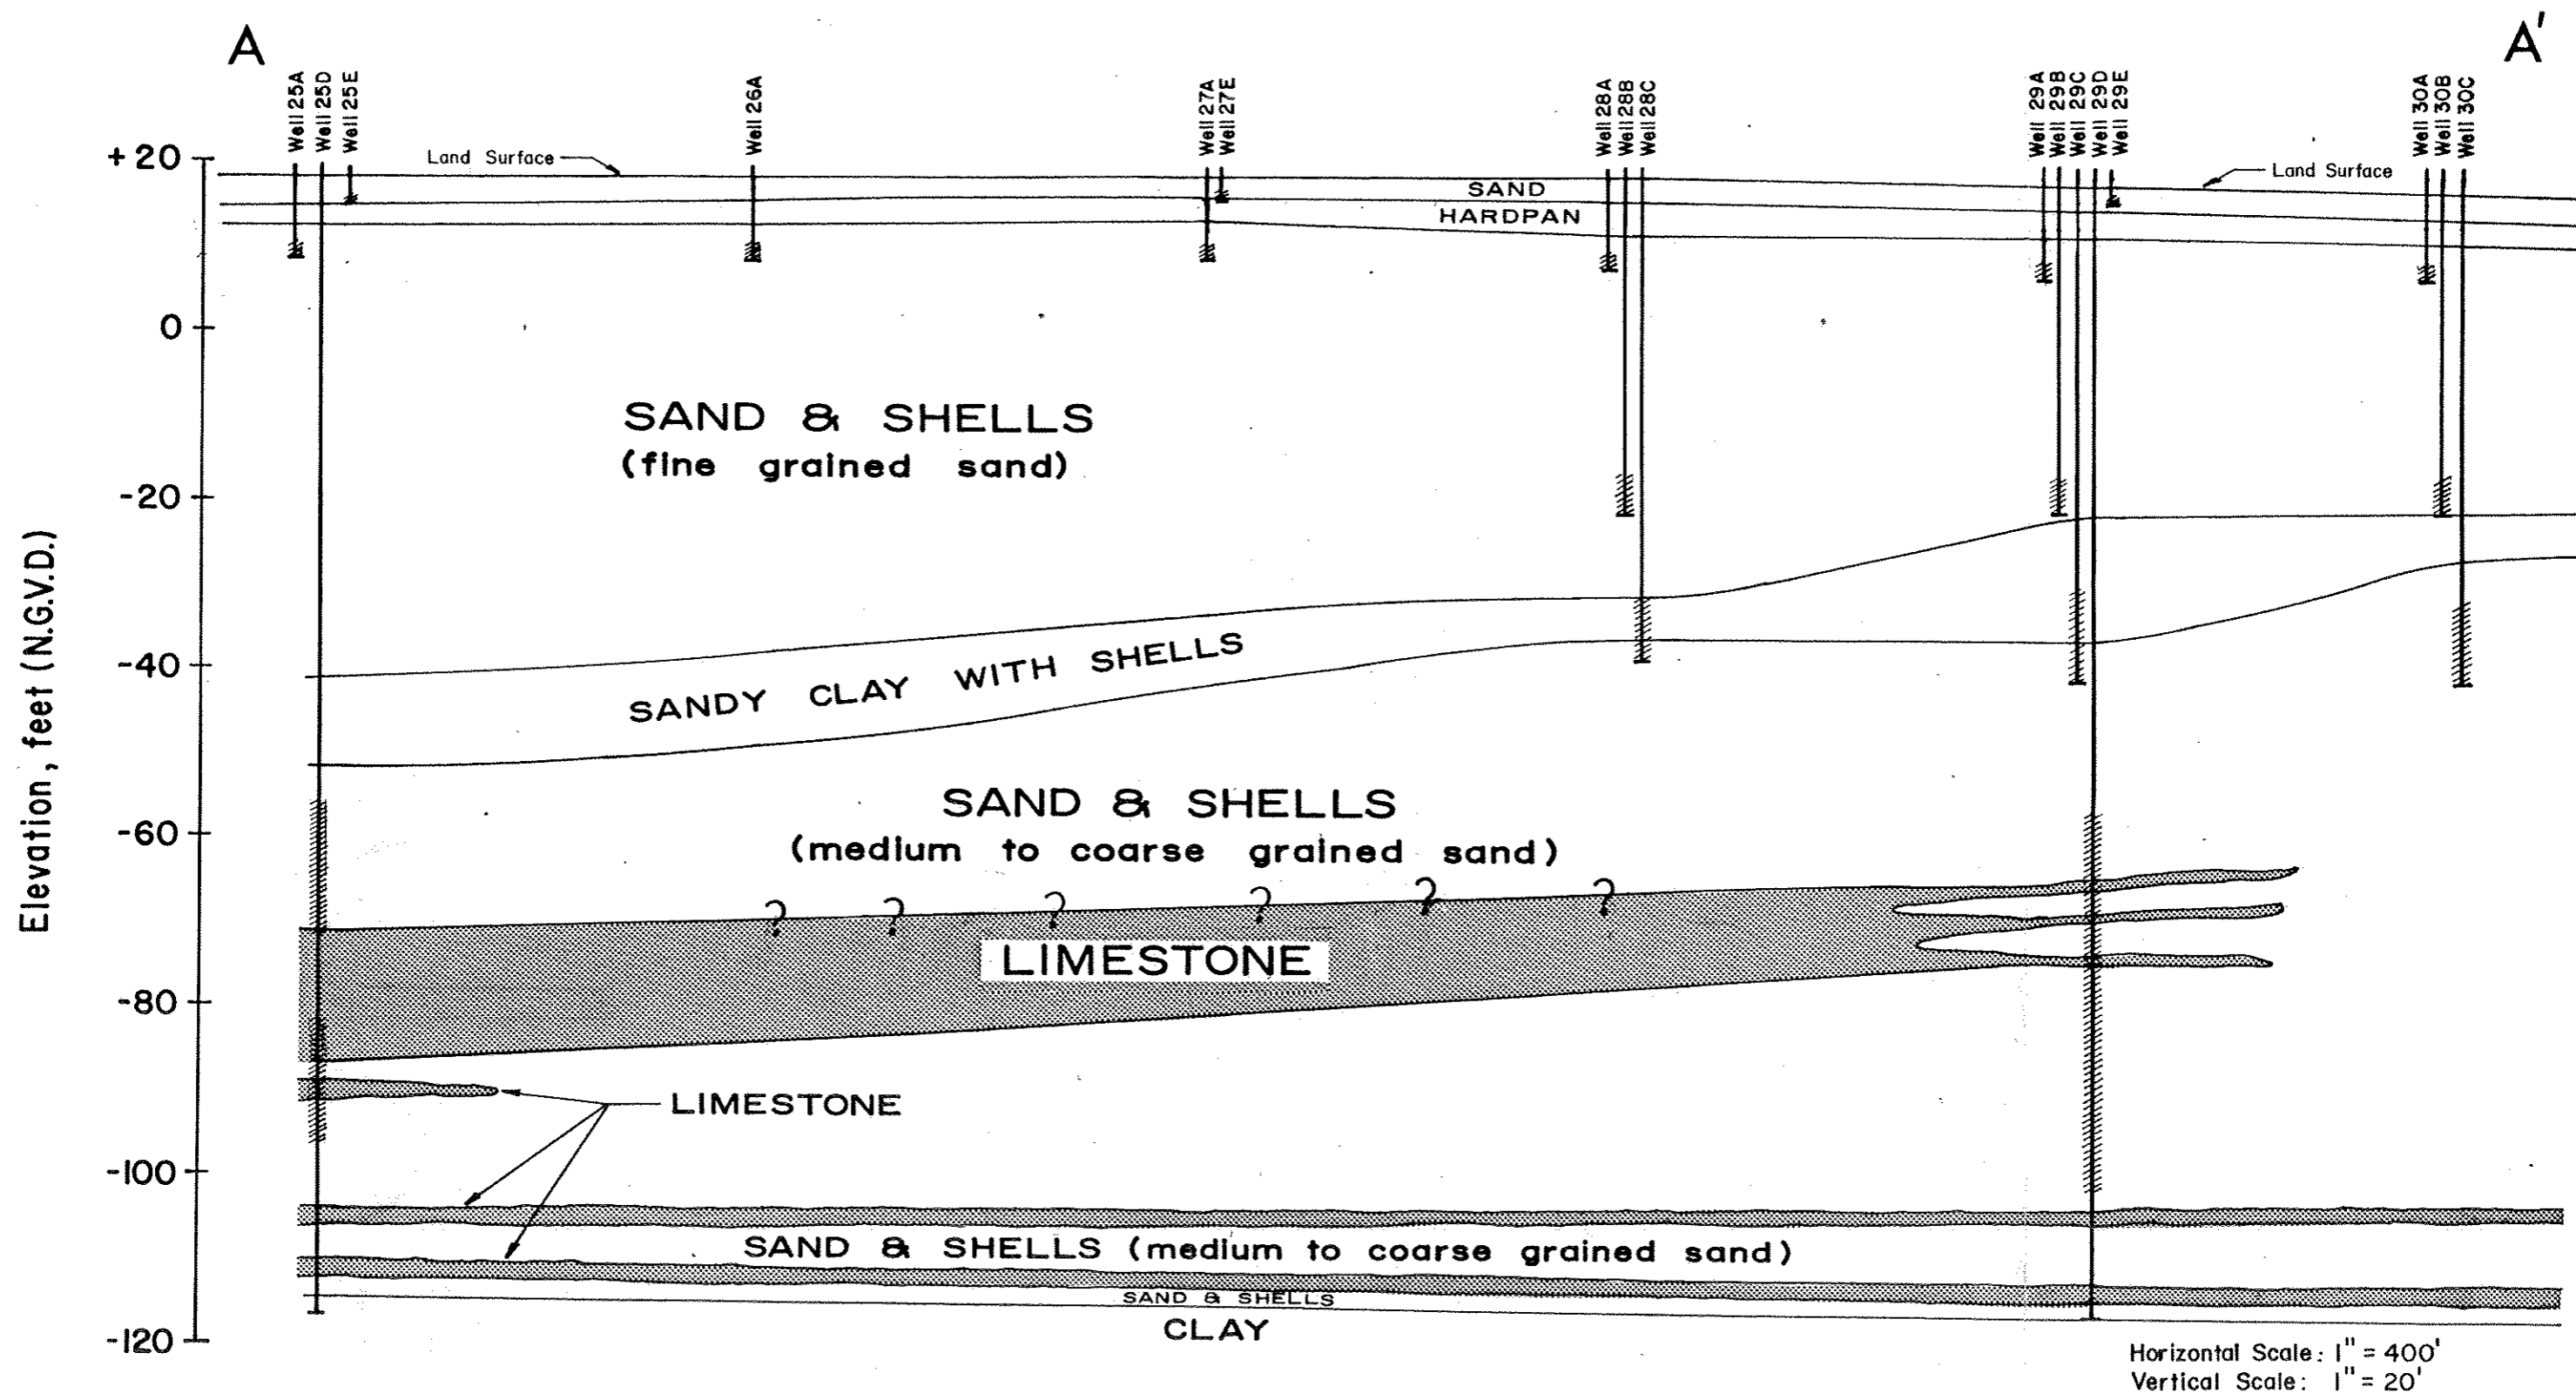 A
A'
Well 25A
Well 25D
Well 25E
Well 26A
Well 27A
Well 27E
Well 28A
Well 28B
Well 28C
Well 29A
Well 29B
Well 29C
Well 29D
Well 29E
Well 30A
Well 30B
Well 30C
+20
Land Surface
Land Surface
SAND
HARDPAN
0
SAND & SHELLS
(fine grained sand)
-20
Elevation, feet (N.G.V.D.)
-40
SANDY CLAY WITH SHELLS
SAND & SHELLS
-60
(medium to coarse grained sand)
? ? ? ? ? ?
LIMESTONE
-80
LIMESTONE
-100
SAND & SHELLS (medium to coarse grained sand)
SAND & SHELLS
-120
CLAY
Horizontal Scale: 1" = 400'
Vertical Scale: 1" = 20'